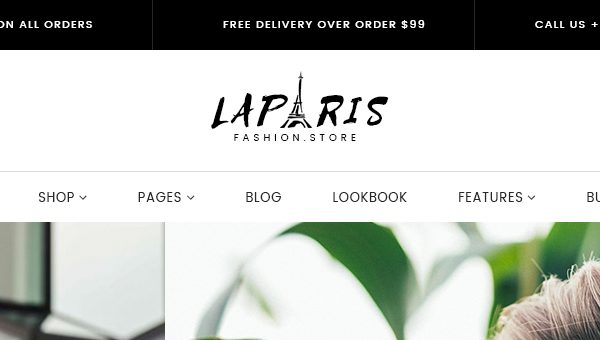 ON ALL ORDERS
FREE DELIVERY OVER ORDER $99
CALL US +
LAPARIS
FASHION.STORE
SHOP
PAGES
BLOG
LOOKBOOK
FEATURES
BU